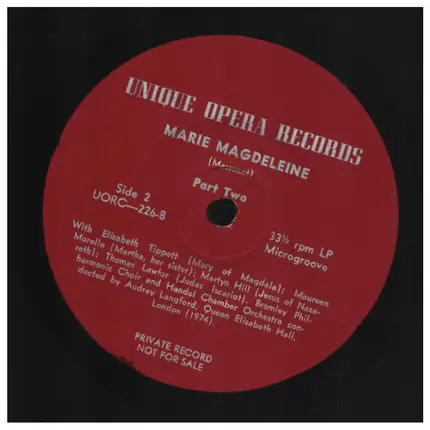 UNIQUE OPERA RECORDS
MARIE MAGDELEINE
(Massenet)
Part Two
Side 2
UORC—226-B
33⅓ rpm LP
Microgroove
With Elizabeth Tippett (Mary of Magdala); Maureen
Morelle (Martha, her sister); Martyn Hill (Jesus of Naza-
reth); Thomas Lawlor (Judas Iscariot). Bromley Phil-
harmonic Choir and Handel Chamber Orchestra con-
ducted by Audrey Langford, Queen Elizabeth Hall,
London (1974).
PRIVATE RECORD
NOT FOR SALE